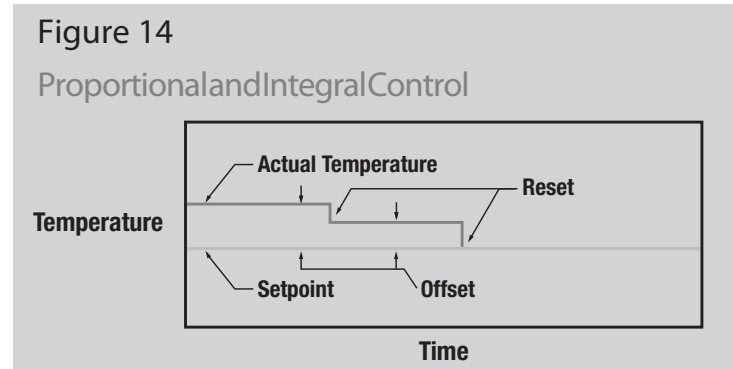 Figure 14
ProportionalandIntegralControl
Actual Temperature
Reset
Temperature
Setpoint
Offset
Time